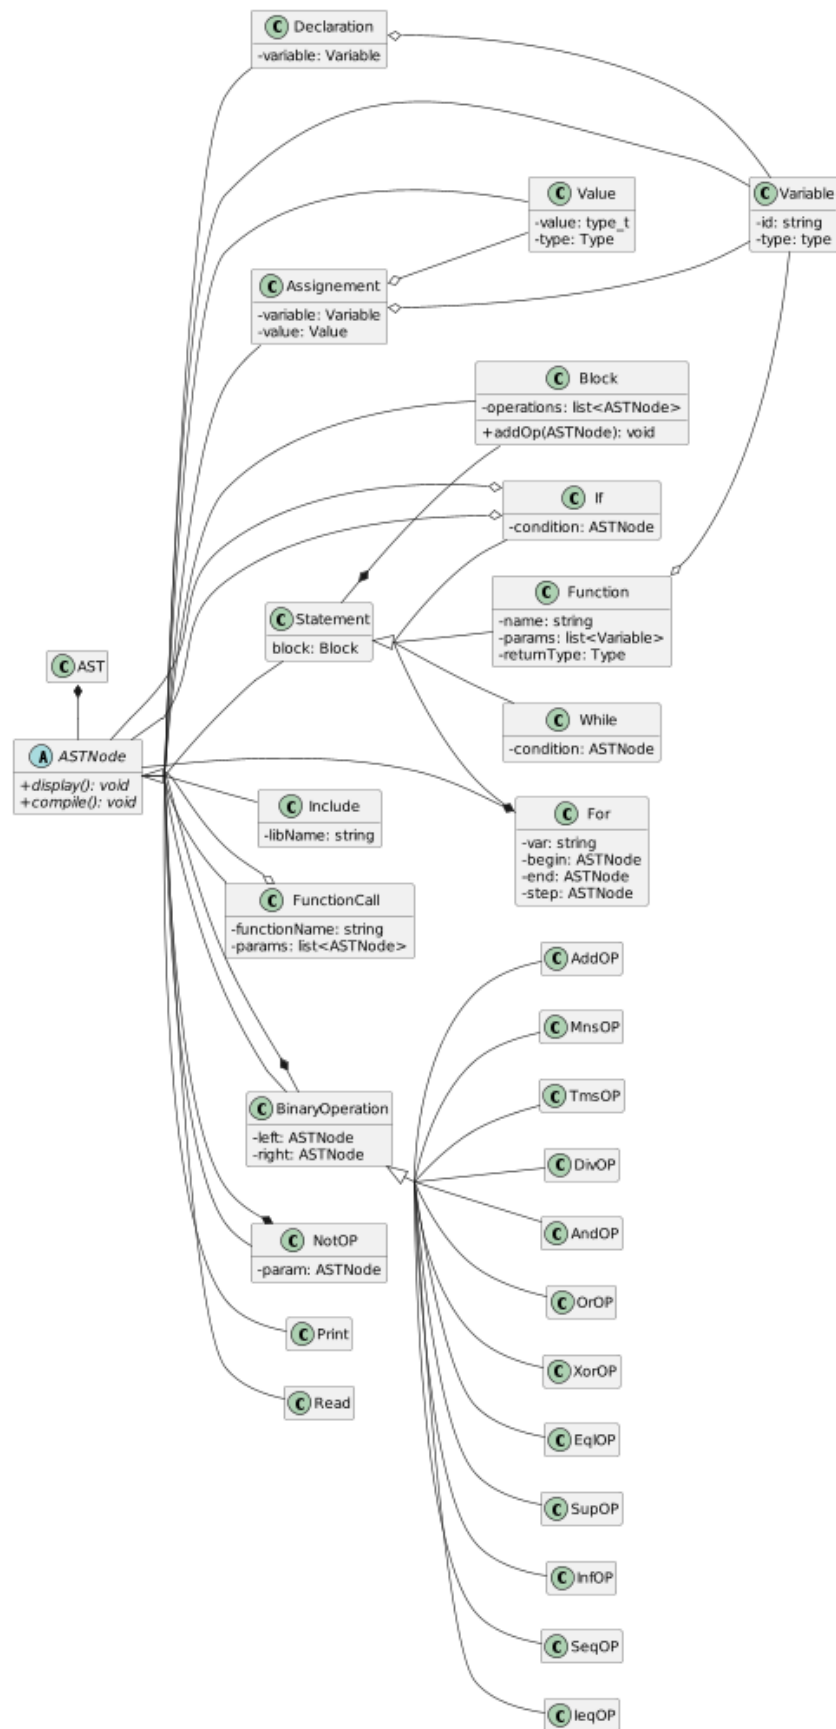 C Declaration
-variable: Variable
C Value
-value: type_t
-type: Type
C Variable
-id: string
-type: type
C Assignement
-variable: Variable
-value: Value
C Block
-operations: list<ASTNode>
+addOp(ASTNode): void
C If
-condition: ASTNode
C Function
-name: string
-params: list<Variable>
-returnType: Type
C Statement
block: Block
C AST
A ASTNode
+display(): void
+compile(): void
C While
-condition: ASTNode
C Include
-libName: string
C For
-var: string
-begin: ASTNode
-end: ASTNode
-step: ASTNode
C FunctionCall
-functionName: string
-params: list<ASTNode>
C AddOP
C MnsOP
C TmsOP
C BinaryOperation
-left: ASTNode
-right: ASTNode
C DivOP
C AndOP
C NotOP
-param: ASTNode
C OrOP
C Print
C XorOP
C Read
C EqlOP
C SupOP
C InfOP
C SeqOP
C IeqOP